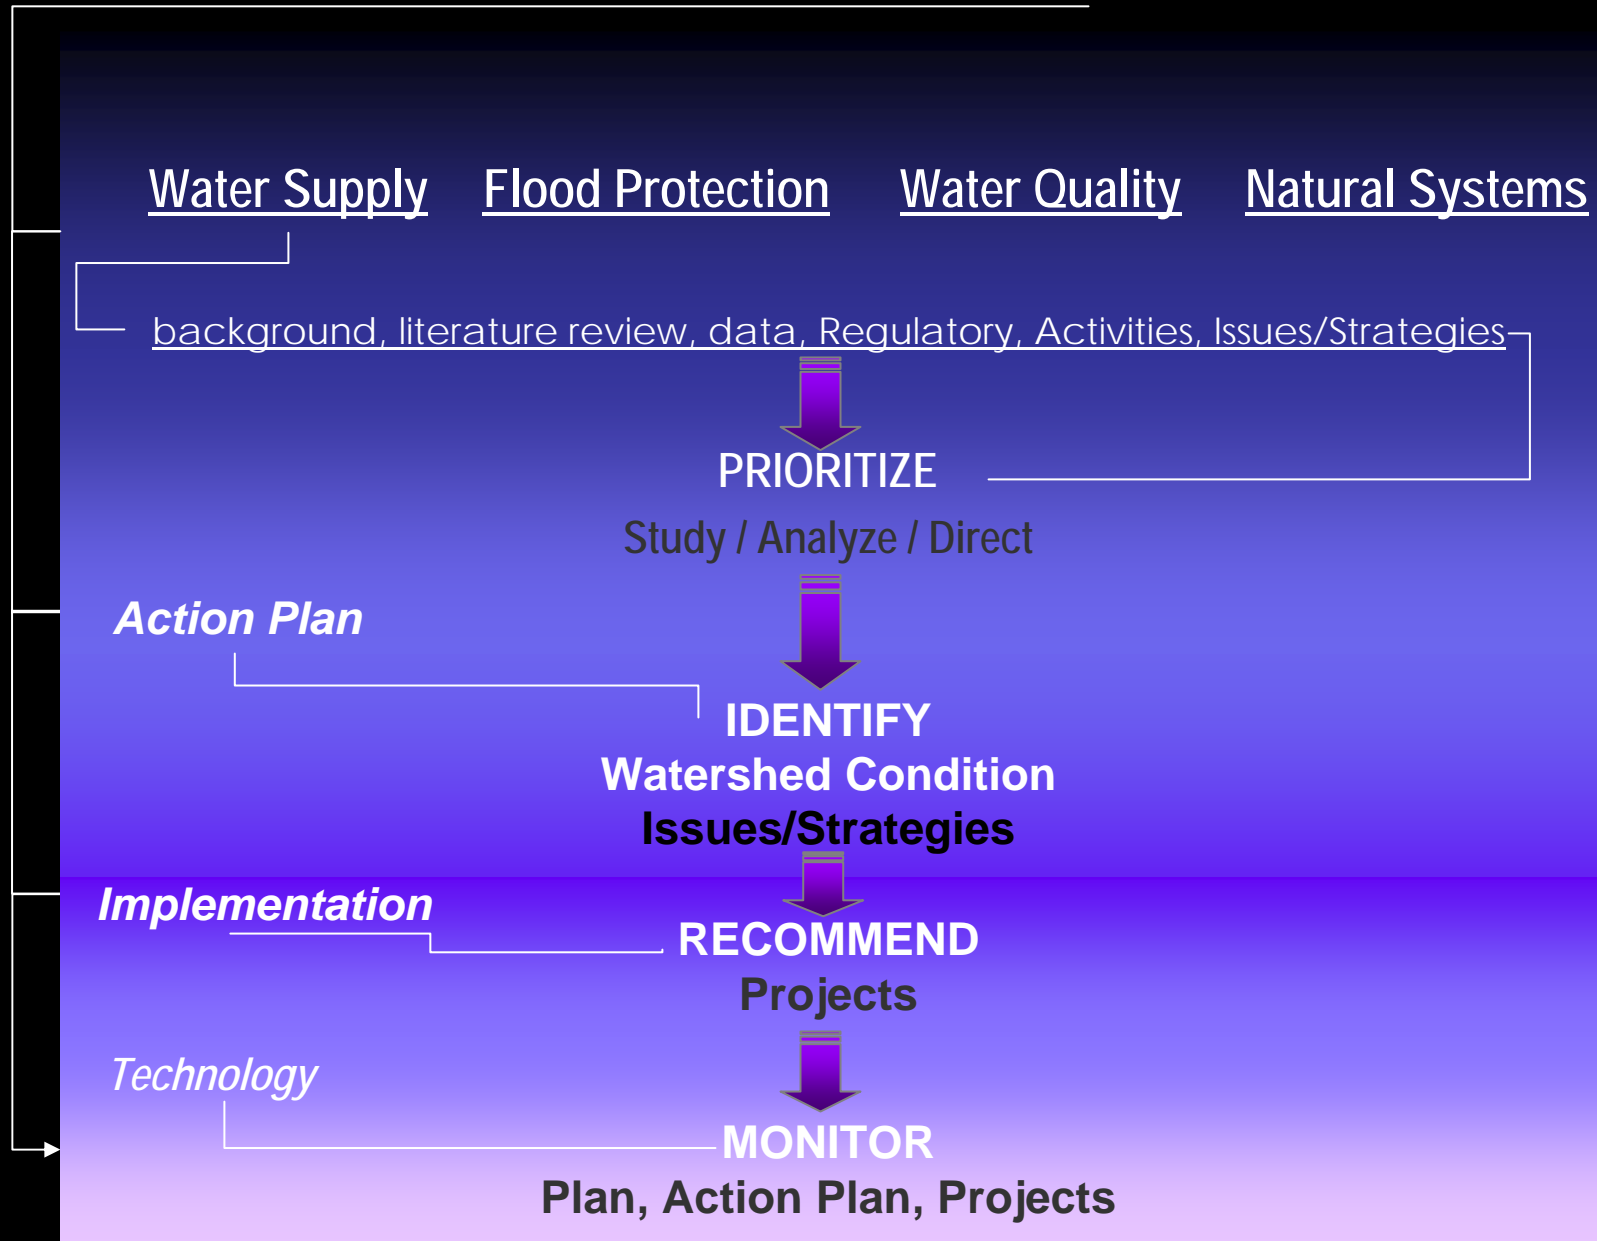 Water Supply Flood Protection Water Quality Natural Systems
background, literature review, data, Regulatory, Activities, Issues/Strategies
PRIORITIZE
Study / Analyze / Direct
Action Plan
IDENTIFY
Watershed Condition
Issues/Strategies
Implementation
RECOMMEND
Projects
Technology
MONITOR
Plan, Action Plan, Projects